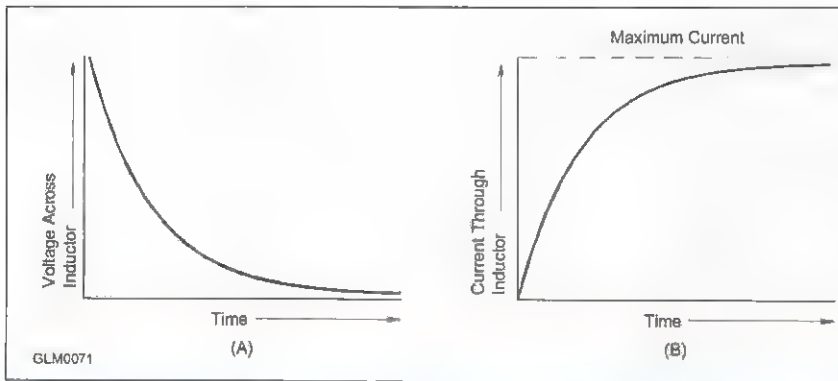 Voltage Across
Inductor
Time
(A)
GLM0071
Maximum Current
Current Through
Inductor
Time
(B)